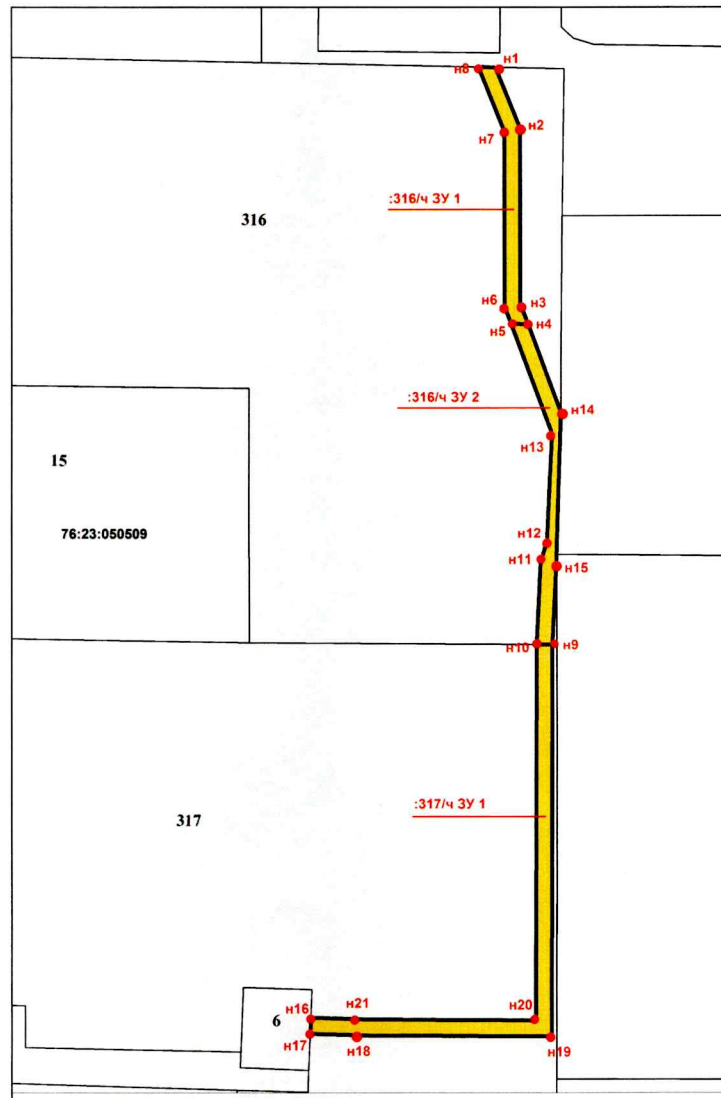 н8
н1
н7
н2
:316/ч ЗУ 1
316
н6
н3
н5
н4
:316/ч ЗУ 2
н14
н13
15
76:23:050509
н12
н11
н15
н10
н9
:317/ч ЗУ 1
317
н16
н21
н20
6
н17
н18
н19